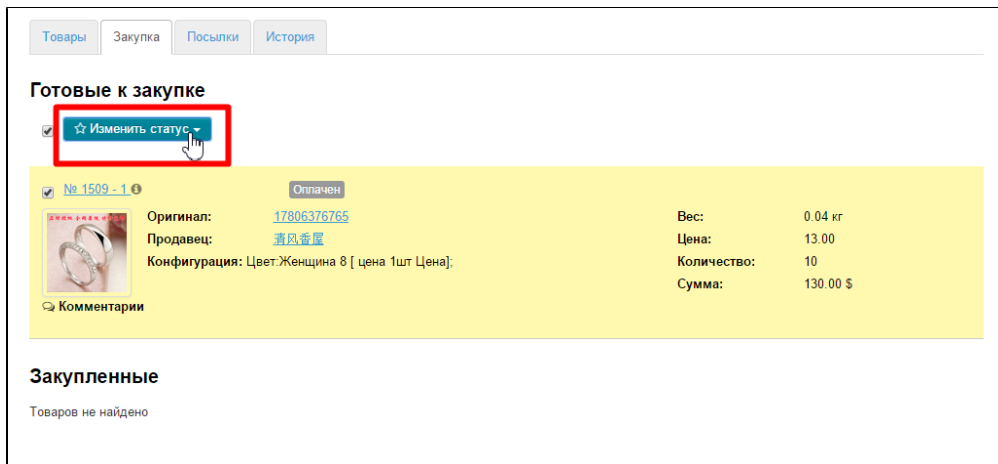 Товары Закупка Посылки История
Готовые к закупке
Изменить статус
№ 1509 - 1 Оплачен
Оригинал: 17806376765 Вес: 0.04 кг
Продавец: 青风香屋 Цена: 13.00
Конфигурация: Цвет:Женщина 8 [ цена 1шт Цена]; Количество: 10
Сумма: 130.00 $
Комментарии
Закупленные
Товаров не найдено